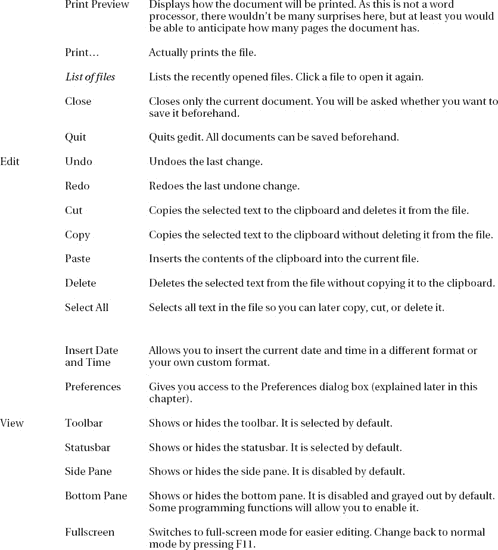 Print Preview Displays how the document will be printed. As this is not a word
processor, there wouldn't be many surprises here, but at least you would
be able to anticipate how many pages the document has.
Print… Actually prints the file.
List of files Lists the recently opened files. Click a file to open it again.
Close Closes only the current document. You will be asked whether you want to
save it beforehand.
Quit Quits gedit. All documents can be saved beforehand.
Edit Undo Undoes the last change.
Redo Redoes the last undone change.
Cut Copies the selected text to the clipboard and deletes it from the file.
Copy Copies the selected text to the clipboard without deleting it from the file.
Paste Inserts the contents of the clipboard into the current file.
Delete Deletes the selected text from the file without copying it to the clipboard.
Select All Selects all text in the file so you can later copy, cut, or delete it.
Insert Date Allows you to insert the current date and time in a different format or
and Time your own custom format.
Preferences Gives you access to the Preferences dialog box (explained later in this
chapter).
View Toolbar Shows or hides the toolbar. It is selected by default.
Statusbar Shows or hides the statusbar. It is selected by default.
Side Pane Shows or hides the side pane. It is disabled by default.
Bottom Pane Shows or hides the bottom pane. It is disabled and grayed out by default.
Some programming functions will allow you to enable it.
Fullscreen Switches to full-screen mode for easier editing. Change back to normal
mode by pressing F11.